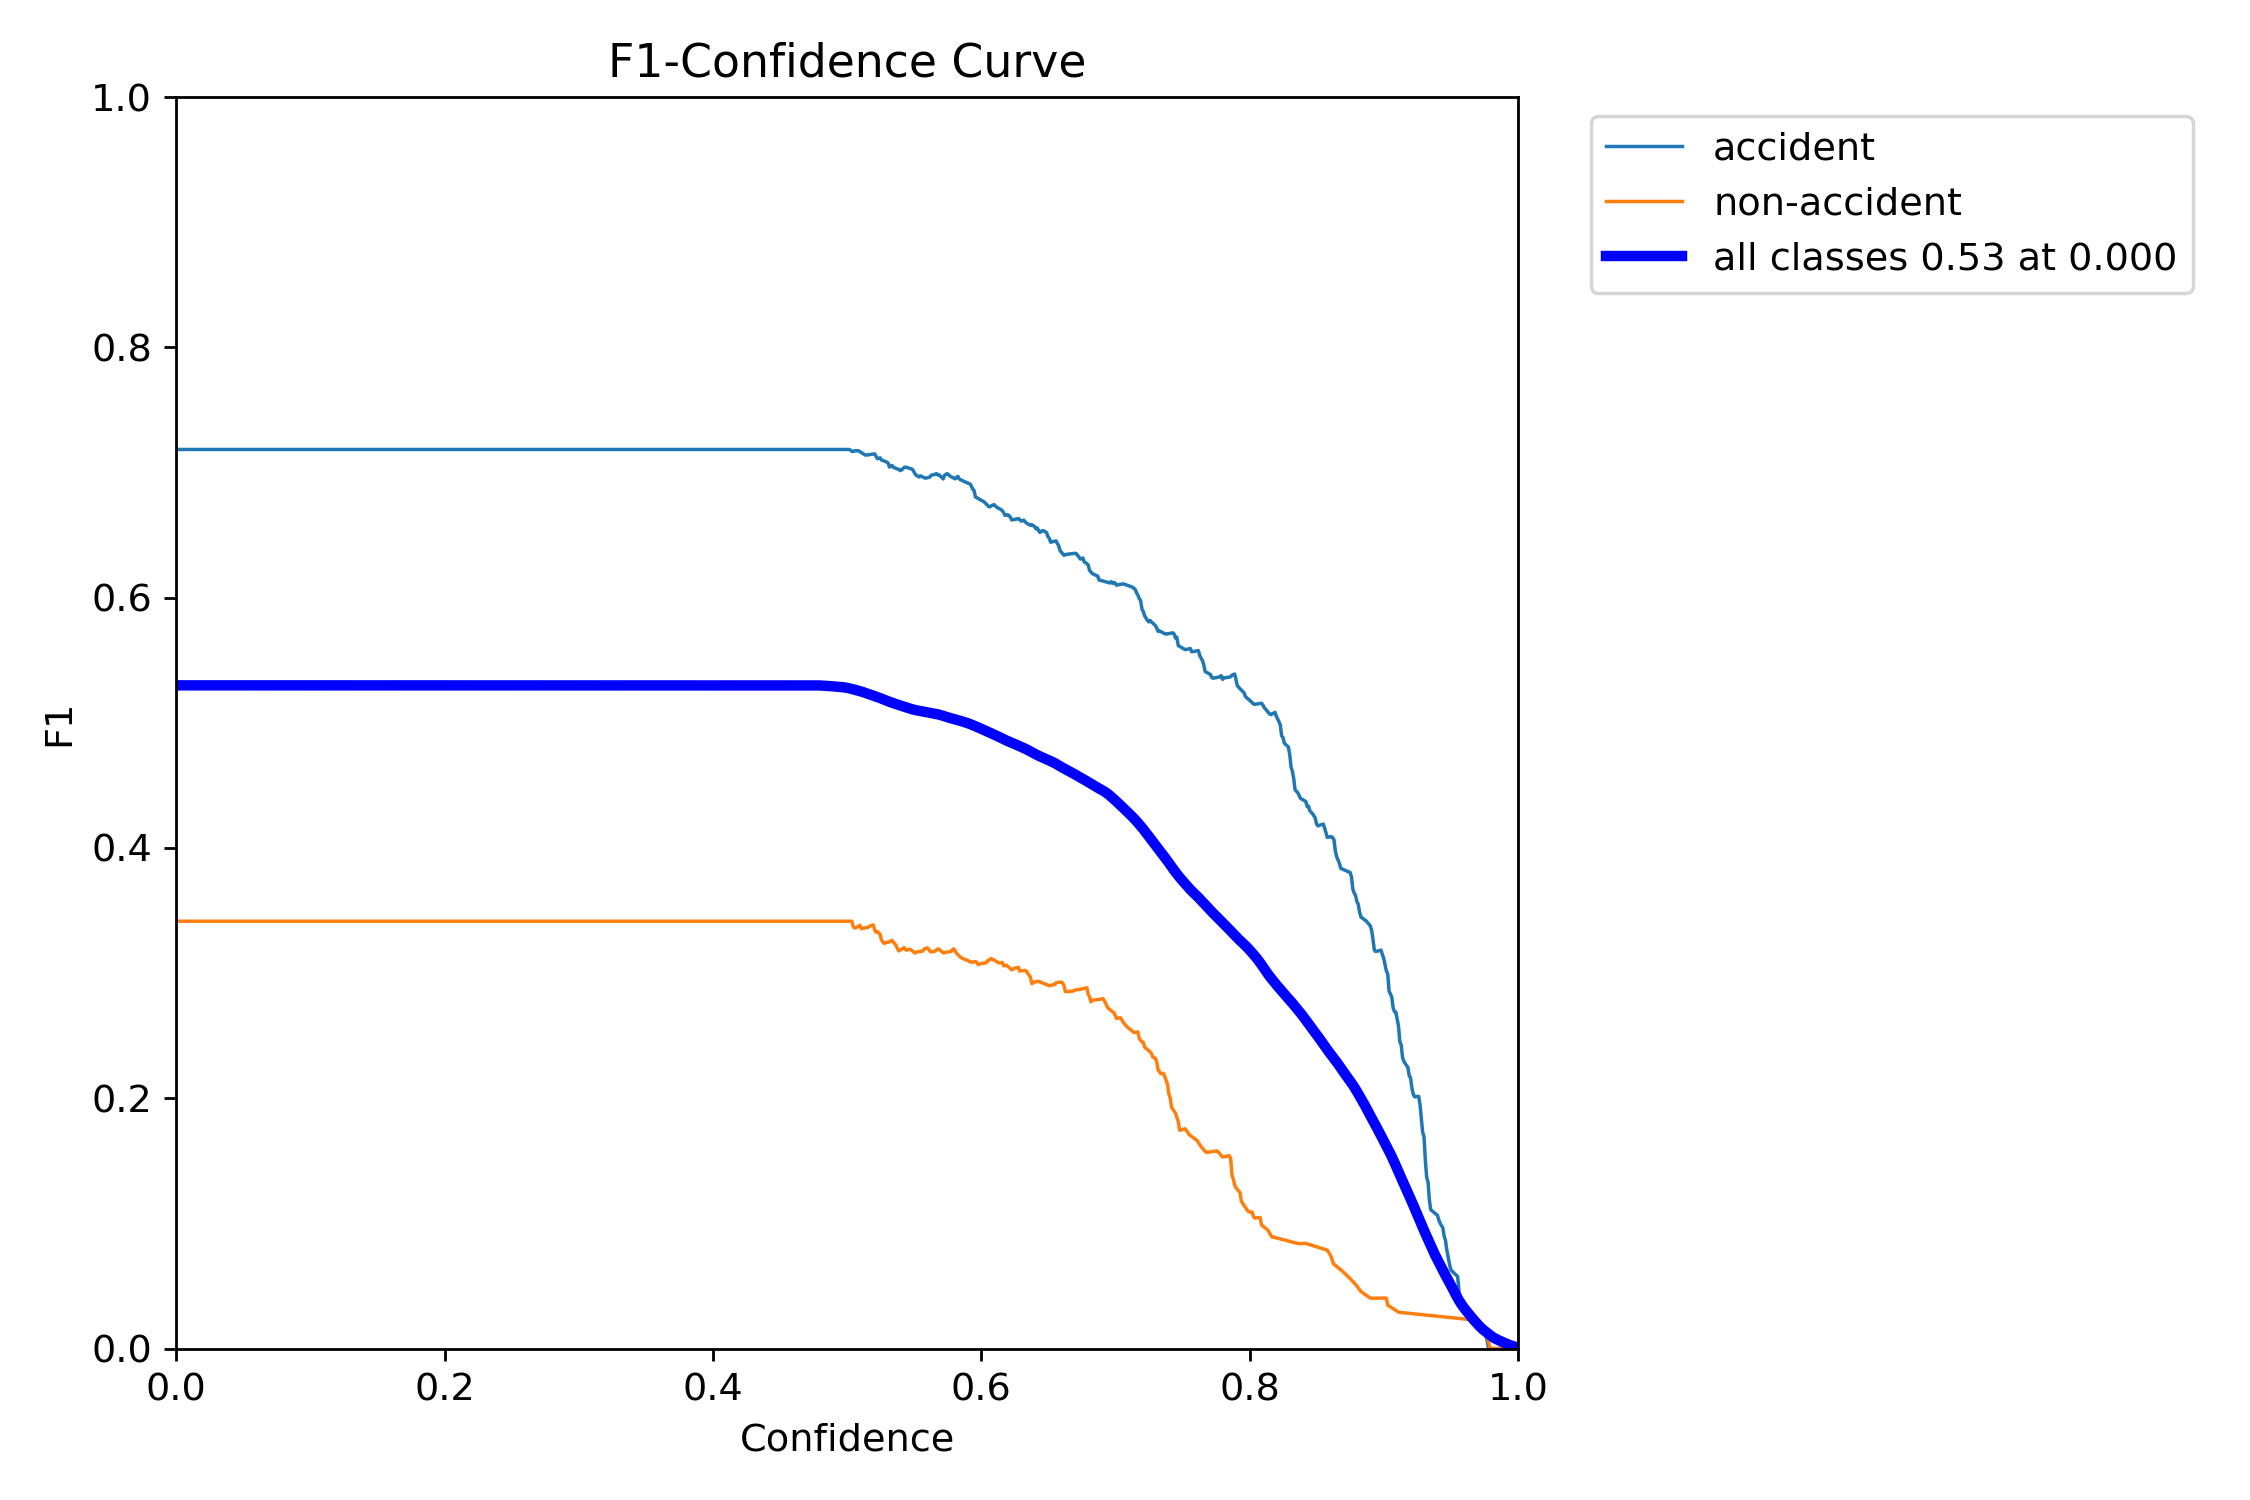 F1-Confidence Curve
1.0
0.8
0.6
0.4
0.2
0.0
F1
0.0 0.2 0.4 0.6 0.8 1.0
Confidence
accident
non-accident
all classes 0.53 at 0.000